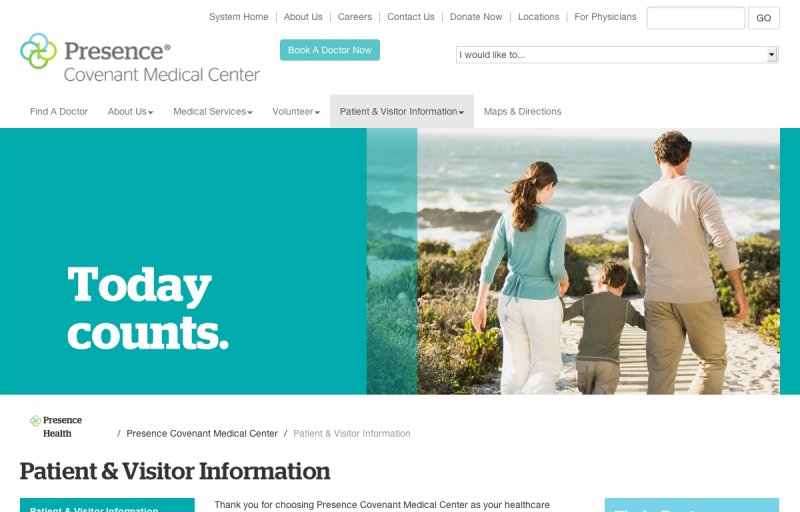 System Home | About Us | Careers | Contact Us | Donate Now | Locations | For Physicians GO
Presence®
Covenant Medical Center
Book A Doctor Now
I would like to...
Find A Doctor About Us Medical Services Volunteer Patient & Visitor Information Maps & Directions
Today
counts.
Presence
Health / Presence Covenant Medical Center / Patient & Visitor Information
Patient & Visitor Information
Patient & Visitor Information
Thank you for choosing Presence Covenant Medical Center as your healthcare